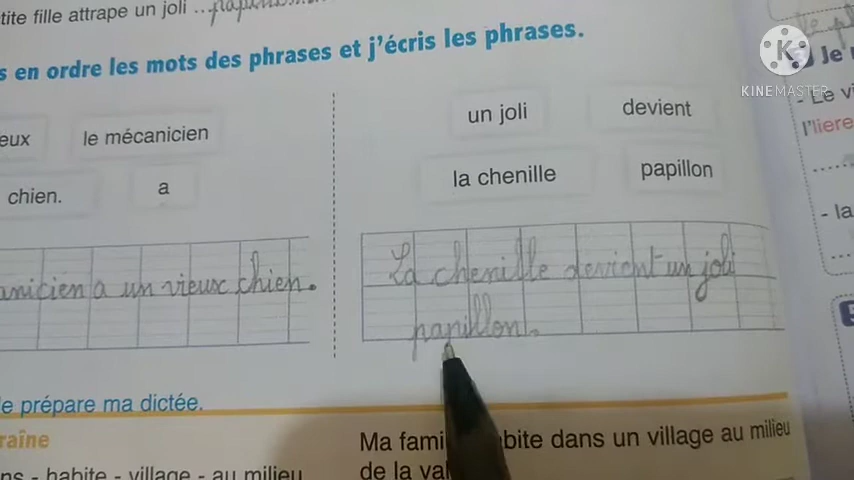 tite fille attrape un joli ...papillon
s en ordre les mots des phrases et j'écris les phrases.
eux le mécanicien
chien. a
anicien a un vieux chien.
un joli devient
la chenille papillon
La chenille devient un joli
papillon.
e prépare ma dictée.
raîne
ns - habite - village - au milieu
Ma fami bite dans un village au milieu
de la val
Je
- Le vi
l'liere
- la
KINEMASTER